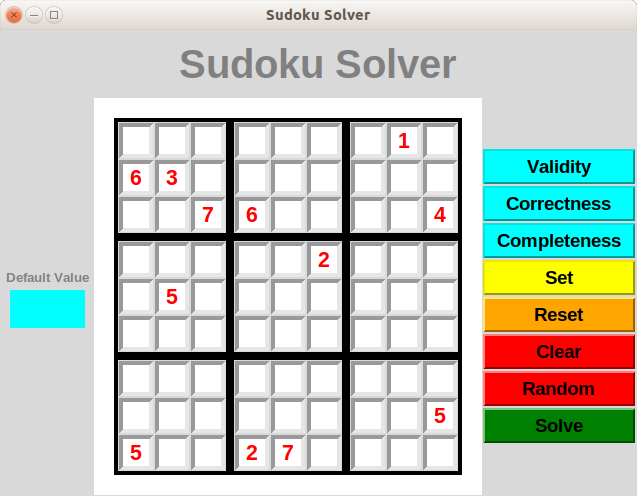 Sudoku Solver
Sudoku Solver
1
6 3
7 6 4
2
5
5
5 2 7
Default Value
Validity
Correctness
Completeness
Set
Reset
Clear
Random
Solve